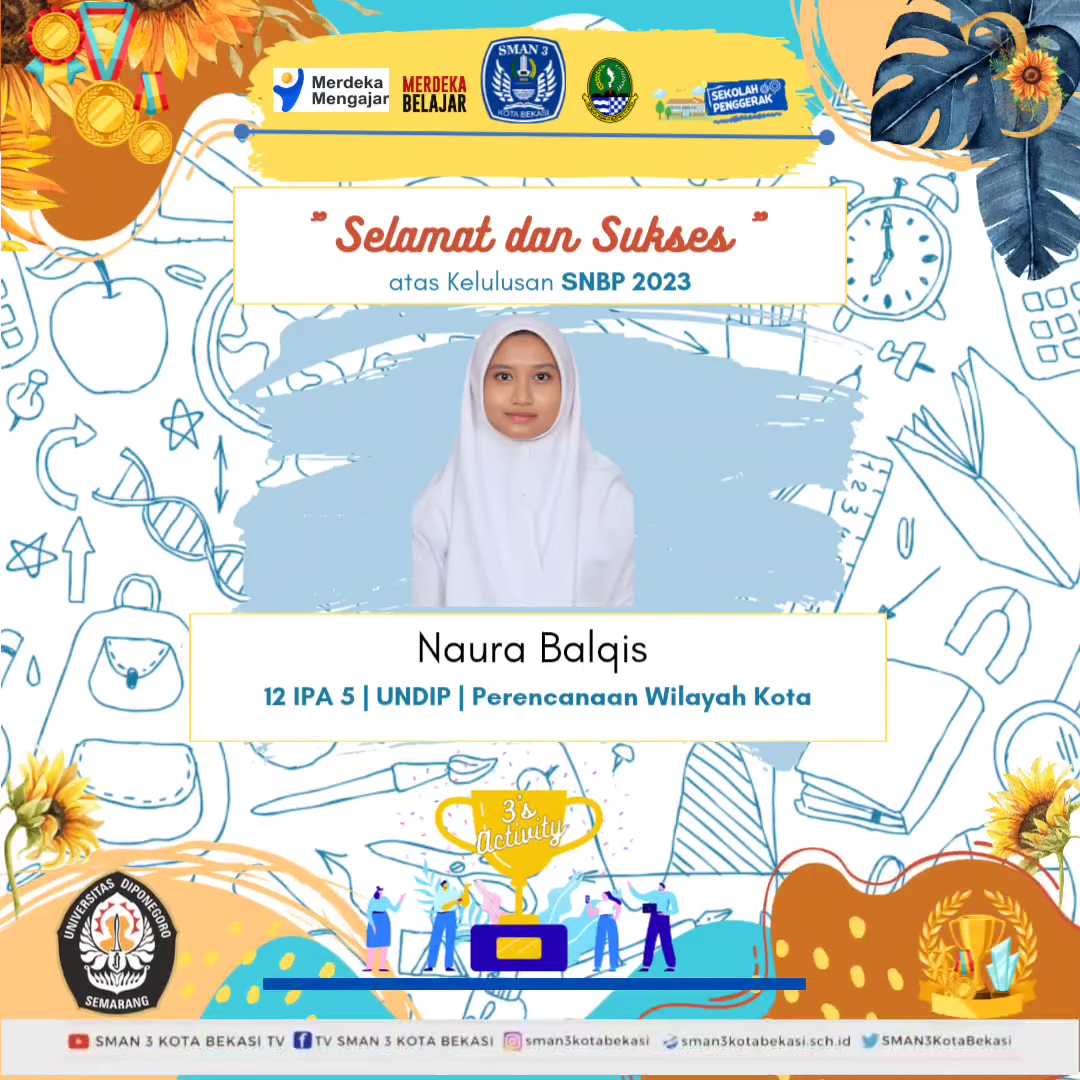 Merdeka
Mengajar
MERDEKA
BELAJAR
SMAN 3
KOTA BEKASI
SEKOLAH
PENGGERAK
" Selamat dan Sukses "
atas Kelulusan SNBP 2023
Naura Balqis
12 IPA 5 | UNDIP | Perencanaan Wilayah Kota
3's
Activity
UNIVERSITAS DIPONEGORO
SEMARANG
SMAN 3 KOTA BEKASI TV TV SMAN 3 KOTA BEKASI sman3kotabekasi sman3kotabekasi.sch.id SMAN3KotaBekasi